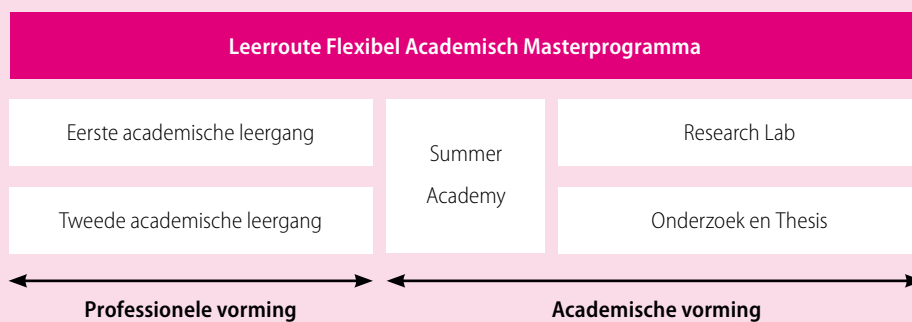 Leerroute Flexibel Academisch Masterprogramma
Eerste academische leergang
Tweede academische leergang
Summer
Academy
Research Lab
Onderzoek en Thesis
Professionele vorming
Academische vorming